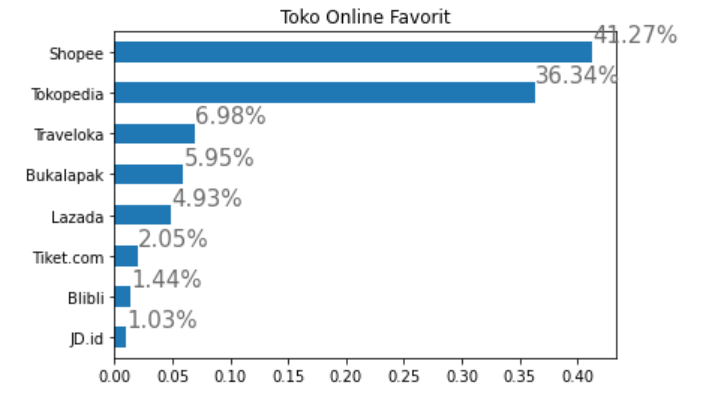 Toko Online Favorit
Shopee 41.27%
Tokopedia 36.34%
Traveloka 6.98%
Bukalapak 5.95%
Lazada 4.93%
Tiket.com 2.05%
Blibli 1.44%
JD.id 1.03%
0.00 0.05 0.10 0.15 0.20 0.25 0.30 0.35 0.40